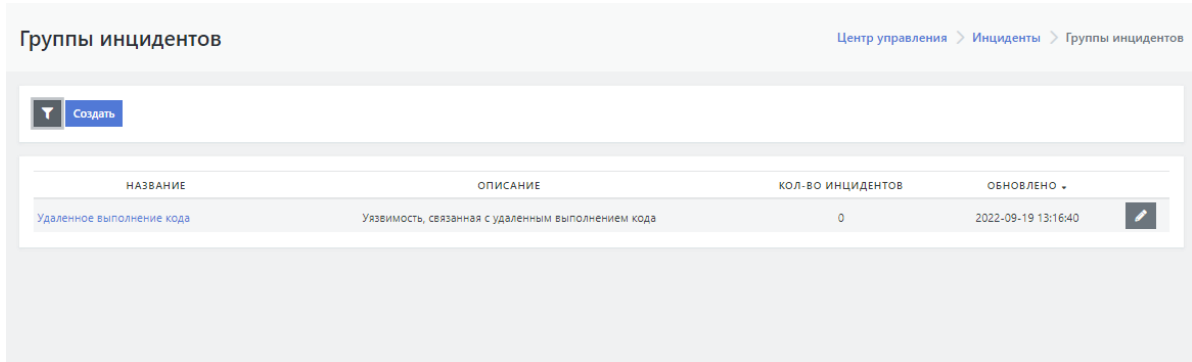 Группы инцидентов
Центр управления > Инциденты > Группы инцидентов
Создать
НАЗВАНИЕ ОПИСАНИЕ КОЛ-ВО ИНЦИДЕНТОВ ОБНОВЛЕНО
Удаленное выполнение кода Уязвимость, связанная с удаленным выполнением кода 0 2022-09-19 13:16:40